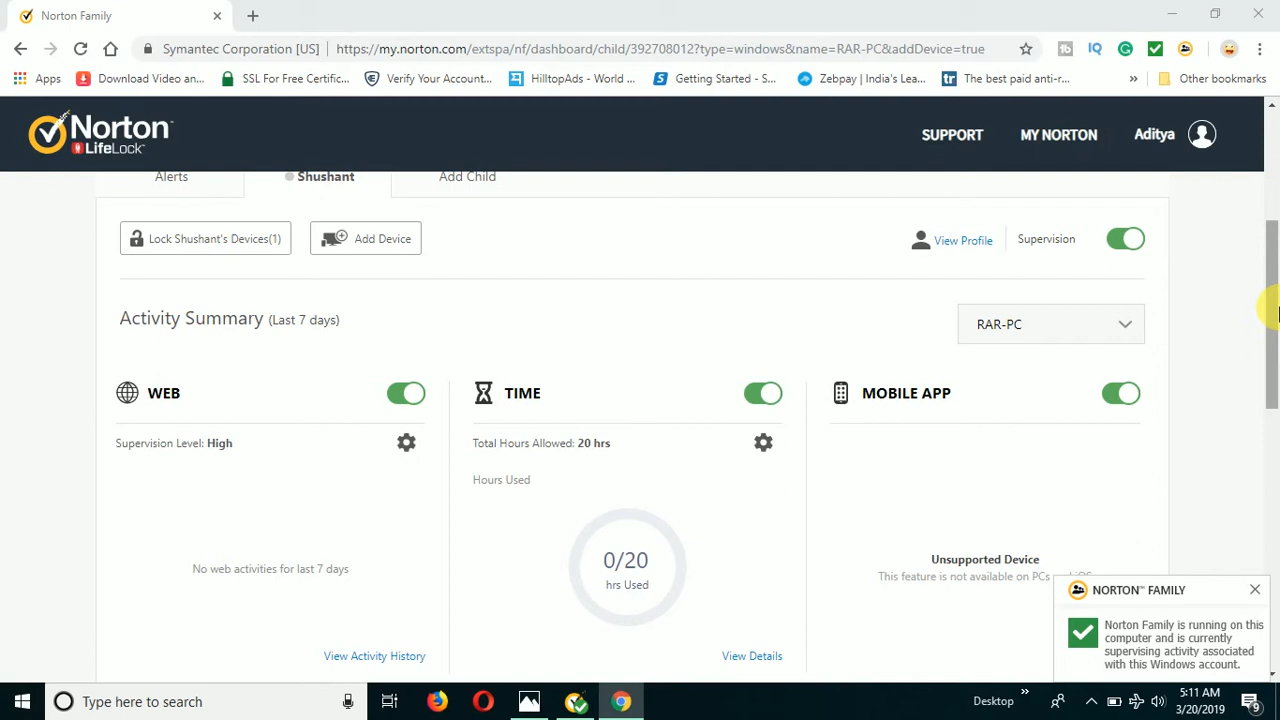 Norton Family
Symantec Corporation [US]
https://my.norton.com/extspa/nf/dashboard/child/392708012?type=windows&name=RAR-PC&addDevice=true
IQ
Apps
Download Video an...
SSL For Free Certific...
Verify Your Account...
HilltopAds - World ...
Getting Started - S...
Zebpay | India's Lea...
tr
The best paid anti-r...
»
Other bookmarks
Norton
LifeLock
SUPPORT
MY NORTON
Aditya
Alerts
Shushant
Add Child
Lock Shushant's Devices(1)
Add Device
View Profile
Supervision
Activity Summary (Last 7 days)
RAR-PC
WEB
Supervision Level: High
No web activities for last 7 days
View Activity History
TIME
Total Hours Allowed: 20 hrs
Hours Used
0/20
hrs Used
View Details
MOBILE APP
Unsupported Device
This feature is not available on PCs
NORTON™ FAMILY
Norton Family is running on this
computer and is currently
supervising activity associated
with this Windows account.
Type here to search
Desktop
»
5:11 AM
3/20/2019
9